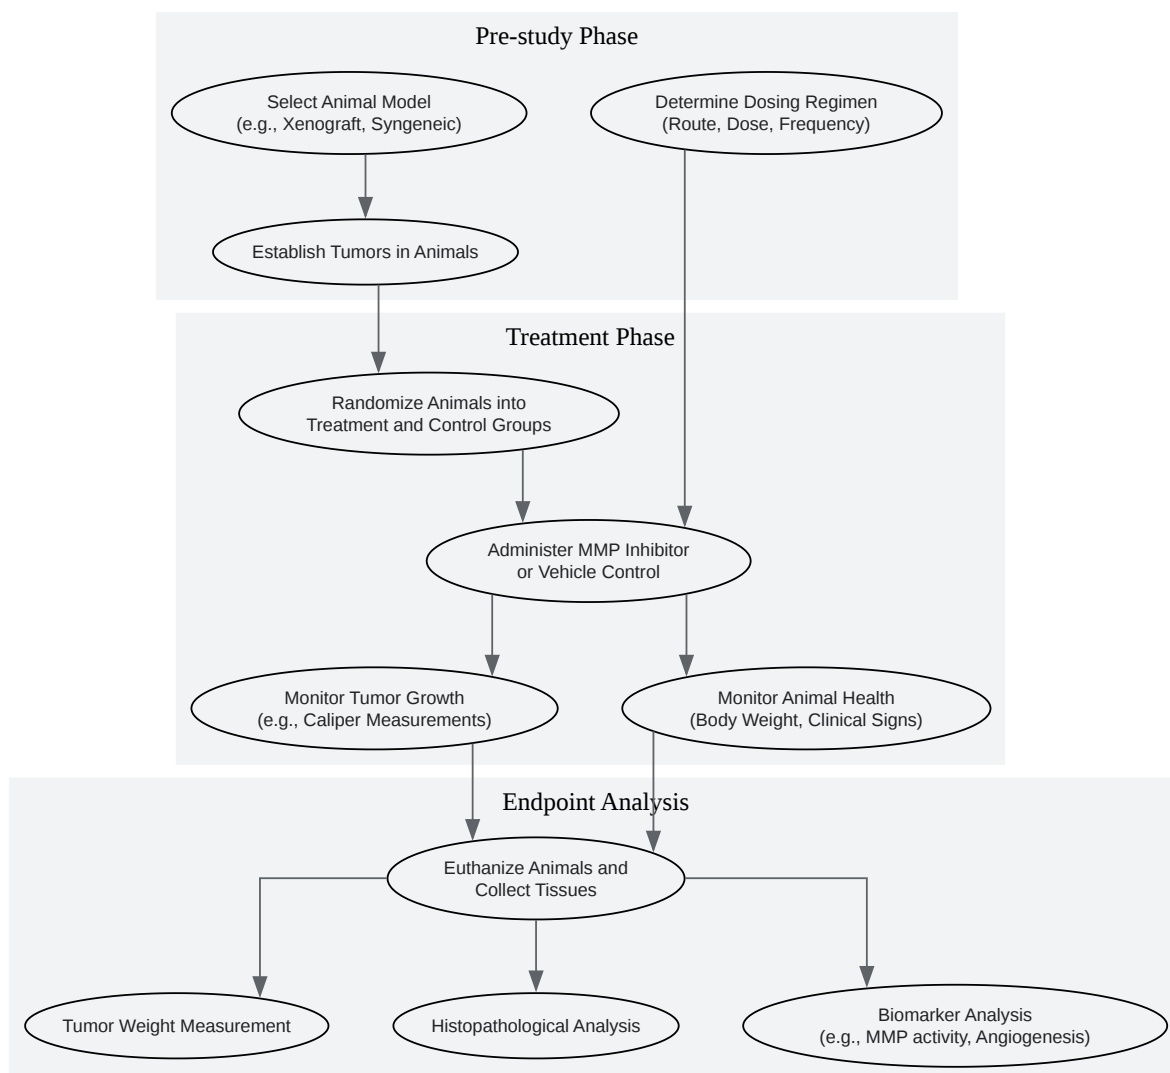 Pre-study Phase
Select Animal Model
(e.g., Xenograft, Syngeneic)
Determine Dosing Regimen
(Route, Dose, Frequency)
Establish Tumors in Animals
Treatment Phase
Randomize Animals into
Treatment and Control Groups
Administer MMP Inhibitor
or Vehicle Control
Monitor Tumor Growth
(e.g., Caliper Measurements)
Monitor Animal Health
(Body Weight, Clinical Signs)
Endpoint Analysis
Euthanize Animals and
Collect Tissues
Tumor Weight Measurement
Histopathological Analysis
Biomarker Analysis
(e.g., MMP activity, Angiogenesis)